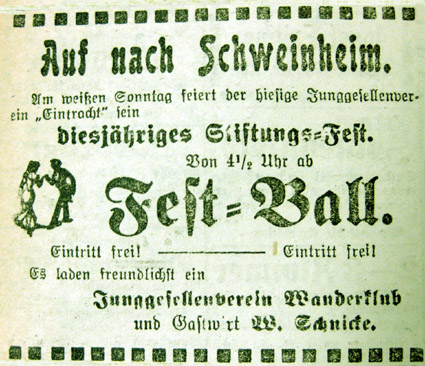 Auf nach Schweinheim.
Am weißen Sonntag feiert der hiesige Junggesellenver-
ein „Eintracht“ sein
diesjähriges Stiftungs-Fest.
Von 4½ Uhr ab
Fest-Ball.
Eintritt frei! Eintritt frei!
Es laden freundlichst ein
Junggesellenverein Wanderklub
und Gastwirt W. Schnicke.